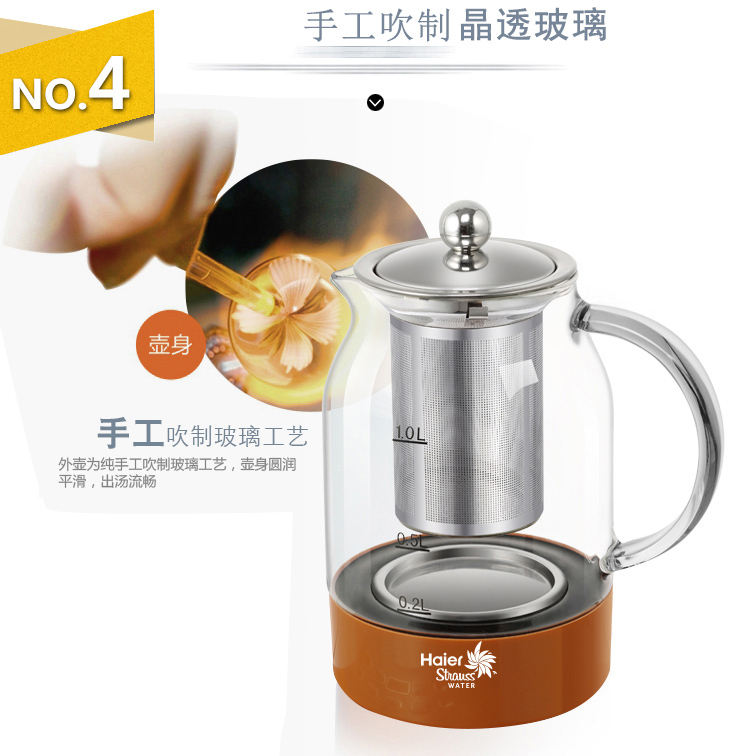 手工吹制 晶透玻璃
NO.4
壶身
手工吹制玻璃工艺
外壶为纯手工吹制玻璃工艺，壶身圆润
平滑，出汤流畅
1.0L
0.5L
0.2L
Haier
Strauss
WATER